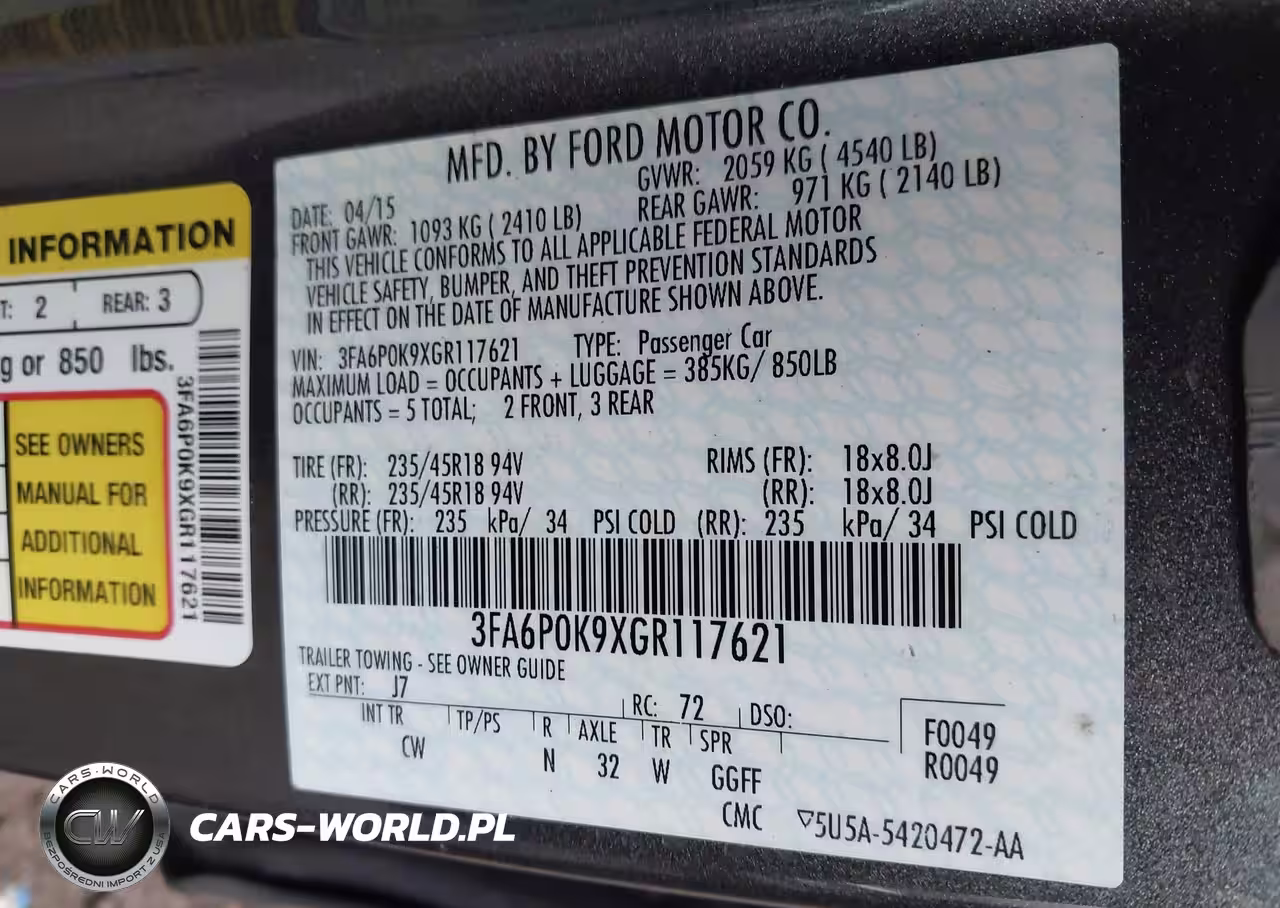 INFORMATION
T: 2 REAR: 3
g or 850 lbs.
SEE OWNERS
MANUAL FOR
ADDITIONAL
INFORMATION
3FA6P0K9XGR117621
MFD. BY FORD MOTOR CO.
DATE: 04/15 GVWR: 2059 KG ( 4540 LB)
FRONT GAWR: 1093 KG ( 2410 LB) REAR GAWR: 971 KG ( 2140 LB)
THIS VEHICLE CONFORMS TO ALL APPLICABLE FEDERAL MOTOR
VEHICLE SAFETY, BUMPER, AND THEFT PREVENTION STANDARDS
IN EFFECT ON THE DATE OF MANUFACTURE SHOWN ABOVE.
VIN: 3FA6P0K9XGR117621 TYPE: Passenger Car
MAXIMUM LOAD = OCCUPANTS + LUGGAGE = 385KG/ 850LB
OCCUPANTS = 5 TOTAL; 2 FRONT, 3 REAR
TIRE (FR): 235/45R18 94V RIMS (FR): 18x8.0J
(RR): 235/45R18 94V (RR): 18x8.0J
PRESSURE (FR): 235 kPa/ 34 PSI COLD (RR): 235 kPa/ 34 PSI COLD
3FA6P0K9XGR117621
TRAILER TOWING - SEE OWNER GUIDE
EXT PNT: J7 RC: 72 DSO:
INT TR TP/PS R AXLE TR SPR F0049
CW N 32 W GGFF R0049
CMC ▽5U5A-5420472-AA
CARS-WORLD
CW
BEZPOŚREDNI IMPORT Z USA
CARS-WORLD.PL